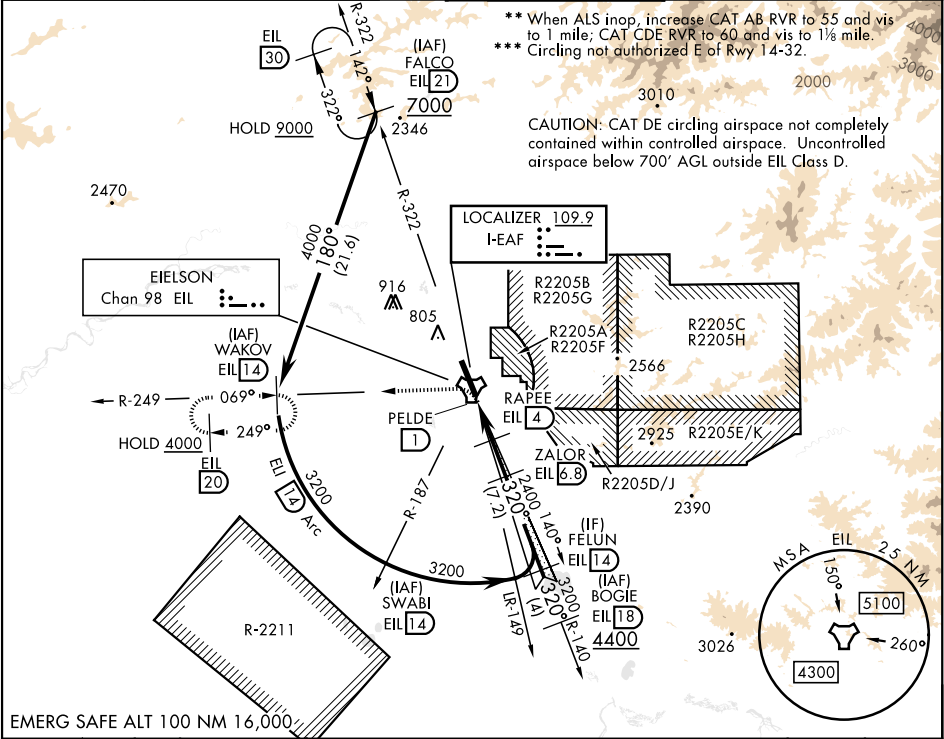 ** When ALS inop, increase CAT AB RVR to 55 and vis
to 1 mile; CAT CDE RVR to 60 and vis to 1⅛ mile.
*** Circling not authorized E of Rwy 14-32.
4000
3000
2000
3010
CAUTION: CAT DE circling airspace not completely
contained within controlled airspace. Uncontrolled
airspace below 700' AGL outside EIL Class D.
R-322
EIL
30
142°
322°
(IAF)
FALCO
EIL 21
7000
HOLD 9000
2346
2470
R-322
4000
180°
(21.6)
LOCALIZER 109.9
I-EAF
EIELSON
Chan 98 EIL
916
805
R2205B
R2205G
R2205A
R2205F
R2205C
R2205H
2566
(IAF)
WAKOV
EIL 14
R-249
069°
249°
HOLD 4000
EIL
20
PELDE
1
RAPEE
EIL 4
2925
R2205E/K
ZALOR
EIL 6.8
R2205D/J
2390
3200
ELI 14 Arc
R-187
3200
(IAF)
SWABI
EIL 14
320°
(7.2)
2400
140°
(IF)
FELUN
EIL 14
(IAF)
BOGIE
EIL 18
4400
3200
320°
(4)
LR-149
R-140
R-2211
3026
MSA EIL 25 NM
150°
5100
260°
4300
EMERG SAFE ALT 100 NM 16,000